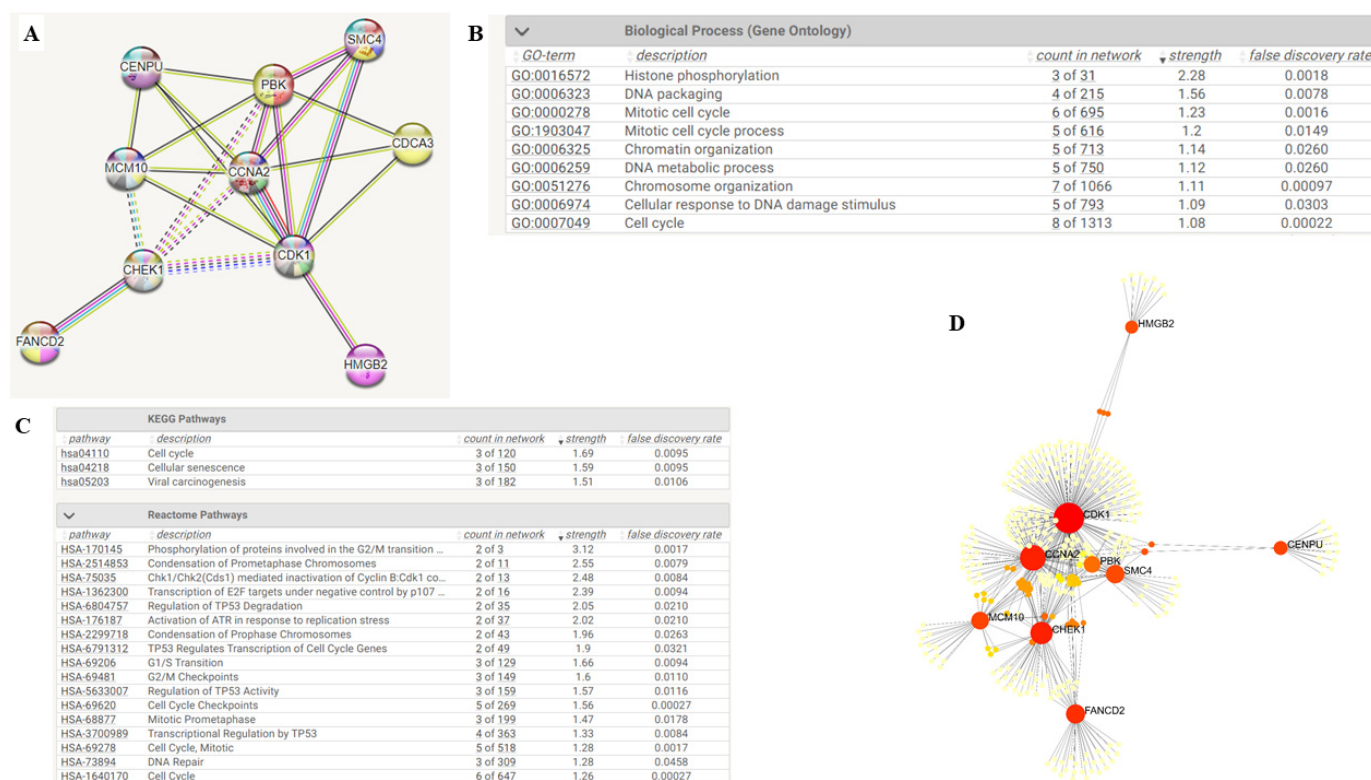 A
SMC4
CENPU
PBK
CDCA3
MCM10
CCNA2
CHEK1
CDK1
FANCD2
HMGB2
B
Biological Process (Gene Ontology)
GO-term description count in network strength false discovery rate
GO:0016572 Histone phosphorylation 3 of 31 2.28 0.0018
GO:0006323 DNA packaging 4 of 215 1.56 0.0078
GO:0000278 Mitotic cell cycle 6 of 695 1.23 0.0016
GO:1903047 Mitotic cell cycle process 5 of 616 1.2 0.0149
GO:0006325 Chromatin organization 5 of 713 1.14 0.0260
GO:0006259 DNA metabolic process 5 of 750 1.12 0.0260
GO:0051276 Chromosome organization 7 of 1066 1.11 0.00097
GO:0006974 Cellular response to DNA damage stimulus 5 of 793 1.09 0.0303
GO:0007049 Cell cycle 8 of 1313 1.08 0.00022
C
KEGG Pathways
pathway description count in network strength false discovery rate
hsa04110 Cell cycle 3 of 120 1.69 0.0095
hsa04218 Cellular senescence 3 of 150 1.59 0.0095
hsa05203 Viral carcinogenesis 3 of 182 1.51 0.0106
Reactome Pathways
pathway description count in network strength false discovery rate
HSA-170145 Phosphorylation of proteins involved in the G2/M transition ... 2 of 3 3.12 0.0017
HSA-2514853 Condensation of Prometaphase Chromosomes 2 of 11 2.55 0.0079
HSA-75035 Chk1/Chk2(Cds1) mediated inactivation of Cyclin B:Cdk1 co... 2 of 13 2.48 0.0084
HSA-1362300 Transcription of E2F targets under negative control by p107 ... 2 of 16 2.39 0.0094
HSA-6804757 Regulation of TP53 Degradation 2 of 35 2.05 0.0210
HSA-176187 Activation of ATR in response to replication stress 2 of 37 2.02 0.0210
HSA-2299718 Condensation of Prophase Chromosomes 2 of 43 1.96 0.0263
HSA-6791312 TP53 Regulates Transcription of Cell Cycle Genes 2 of 49 1.9 0.0321
HSA-69206 G1/S Transition 3 of 129 1.66 0.0094
HSA-69481 G2/M Checkpoints 3 of 149 1.6 0.0110
HSA-5633007 Regulation of TP53 Activity 3 of 159 1.57 0.0116
HSA-69620 Cell Cycle Checkpoints 5 of 269 1.56 0.00027
HSA-68877 Mitotic Prometaphase 3 of 199 1.47 0.0178
HSA-3700989 Transcriptional Regulation by TP53 4 of 363 1.33 0.0084
HSA-69278 Cell Cycle, Mitotic 5 of 518 1.28 0.0017
HSA-73894 DNA Repair 3 of 309 1.28 0.0458
HSA-1640170 Cell Cycle 6 of 647 1.26 0.00027
D
HMGB2
CDK1
CENPU
CCNA2
PBK
SMC4
MCM10
CHEK1
FANCD2